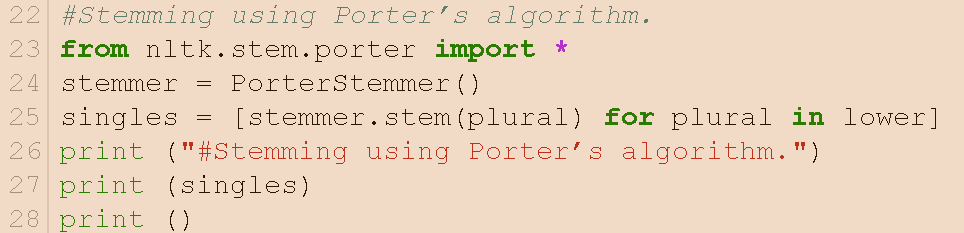 22 #Stemming using Porter’s algorithm.
23 from nltk.stem.porter import *
24 stemmer = PorterStemmer()
25 singles = [stemmer.stem(plural) for plural in lower]
26 print ("#Stemming using Porter’s algorithm.")
27 print (singles)
28 print ()